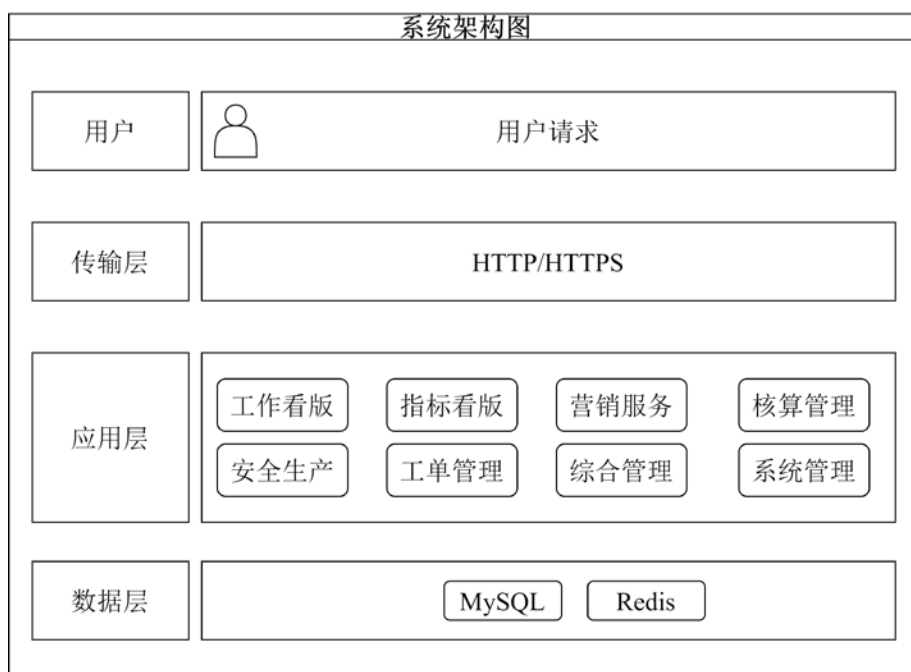 系统架构图
用户
用户请求
传输层
HTTP/HTTPS
应用层
工作看版 指标看版 营销服务 核算管理
安全生产 工单管理 综合管理 系统管理
数据层
MySQL Redis